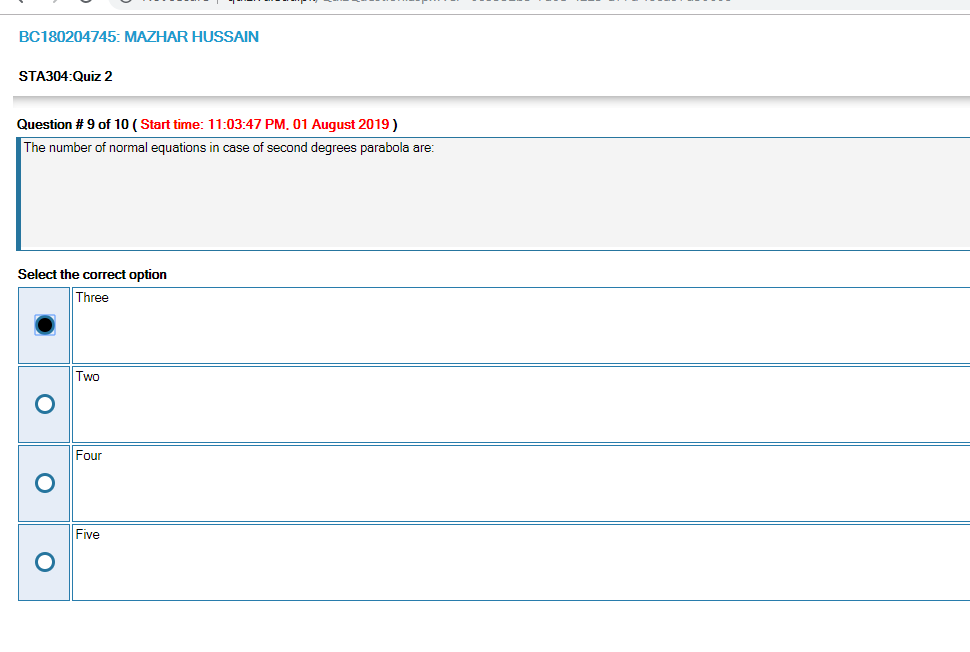 BC180204745: MAZHAR HUSSAIN
STA304:Quiz 2
Question # 9 of 10 ( Start time: 11:03:47 PM, 01 August 2019 )
The number of normal equations in case of second degrees parabola are:
Select the correct option
Three
Two
Four
Five